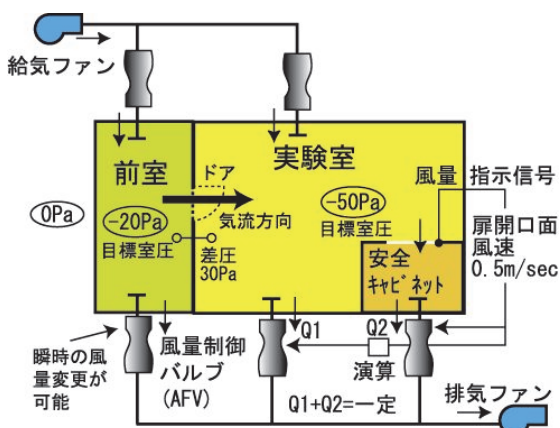 給気ファン
前室
ドア
実験室
風量 指示信号
0Pa
-20Pa
目標室圧
気流方向
-50Pa
目標室圧
扉開口面
風速
0.5m/sec
差圧
30Pa
安全
ｷｬﾋﾞﾈｯﾄ
瞬時の風
量変更が
可能
風量制御
バルブ
(AFV)
Q1
Q2
演算
Q1+Q2=一定
排気ファン